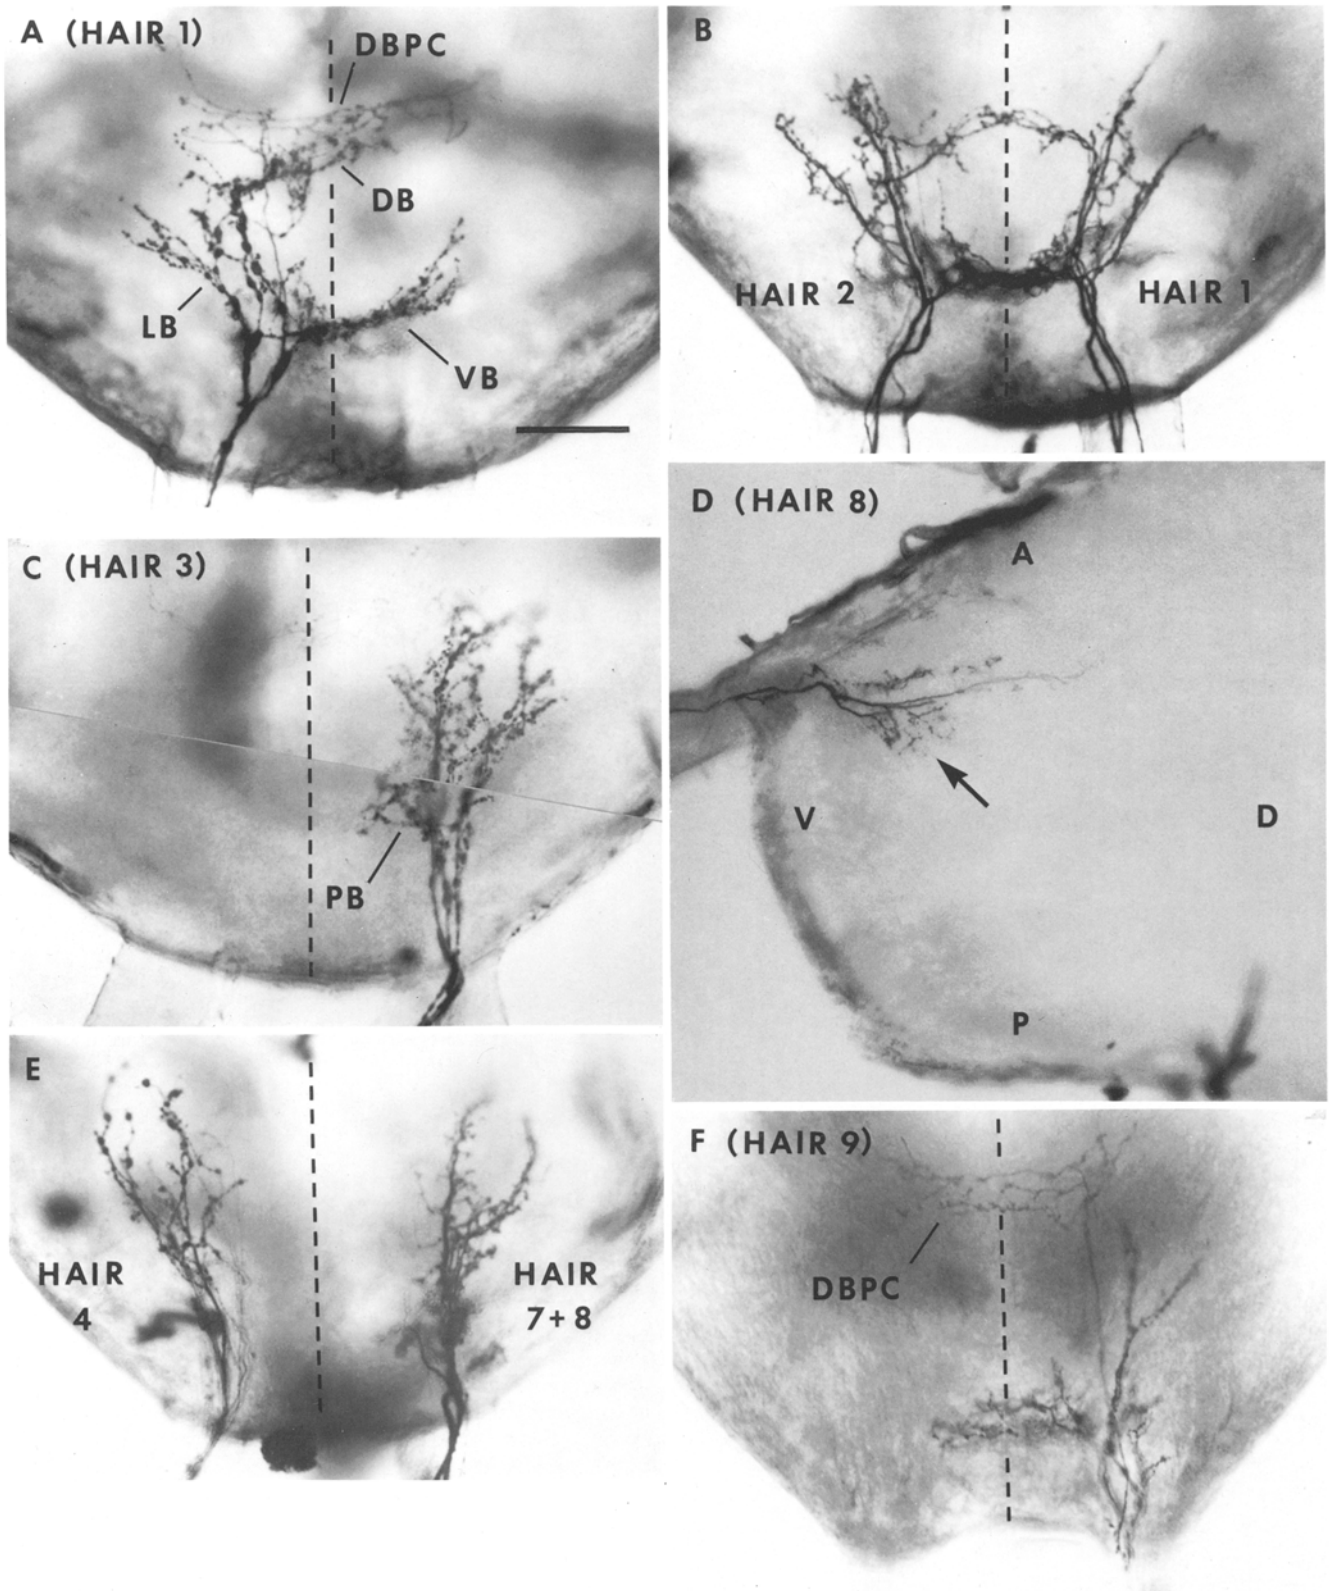 A (HAIR 1)
DBPC
DB
LB
VB
B
HAIR 2
HAIR 1
C (HAIR 3)
PB
D (HAIR 8)
A
V
D
P
E
HAIR
4
HAIR
7+8
F (HAIR 9)
DBPC